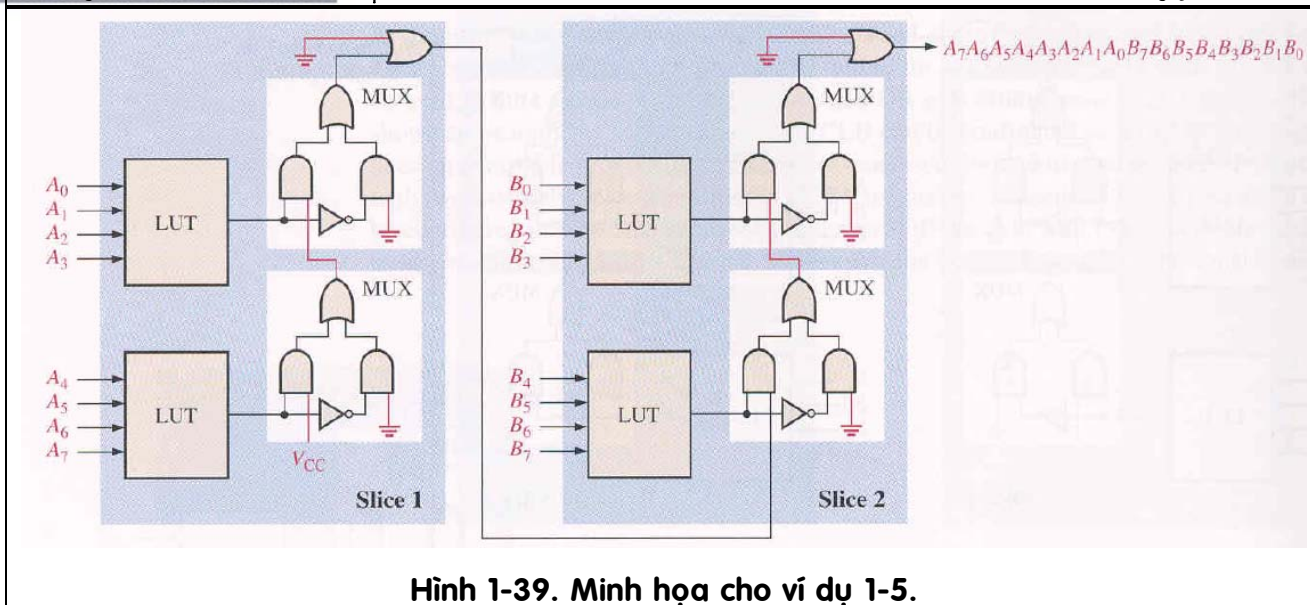 A₇A₆A₅A₄A₃A₂A₁A₀B₇B₆B₅B₄B₃B₂B₁B₀
MUX
MUX
A₀
A₁
A₂
A₃
LUT
B₀
B₁
B₂
B₃
LUT
MUX
MUX
A₄
A₅
A₆
A₇
LUT
V_CC
B₄
B₅
B₆
B₇
LUT
Slice 1
Slice 2
Hình 1-39. Minh họa cho ví dụ 1-5.